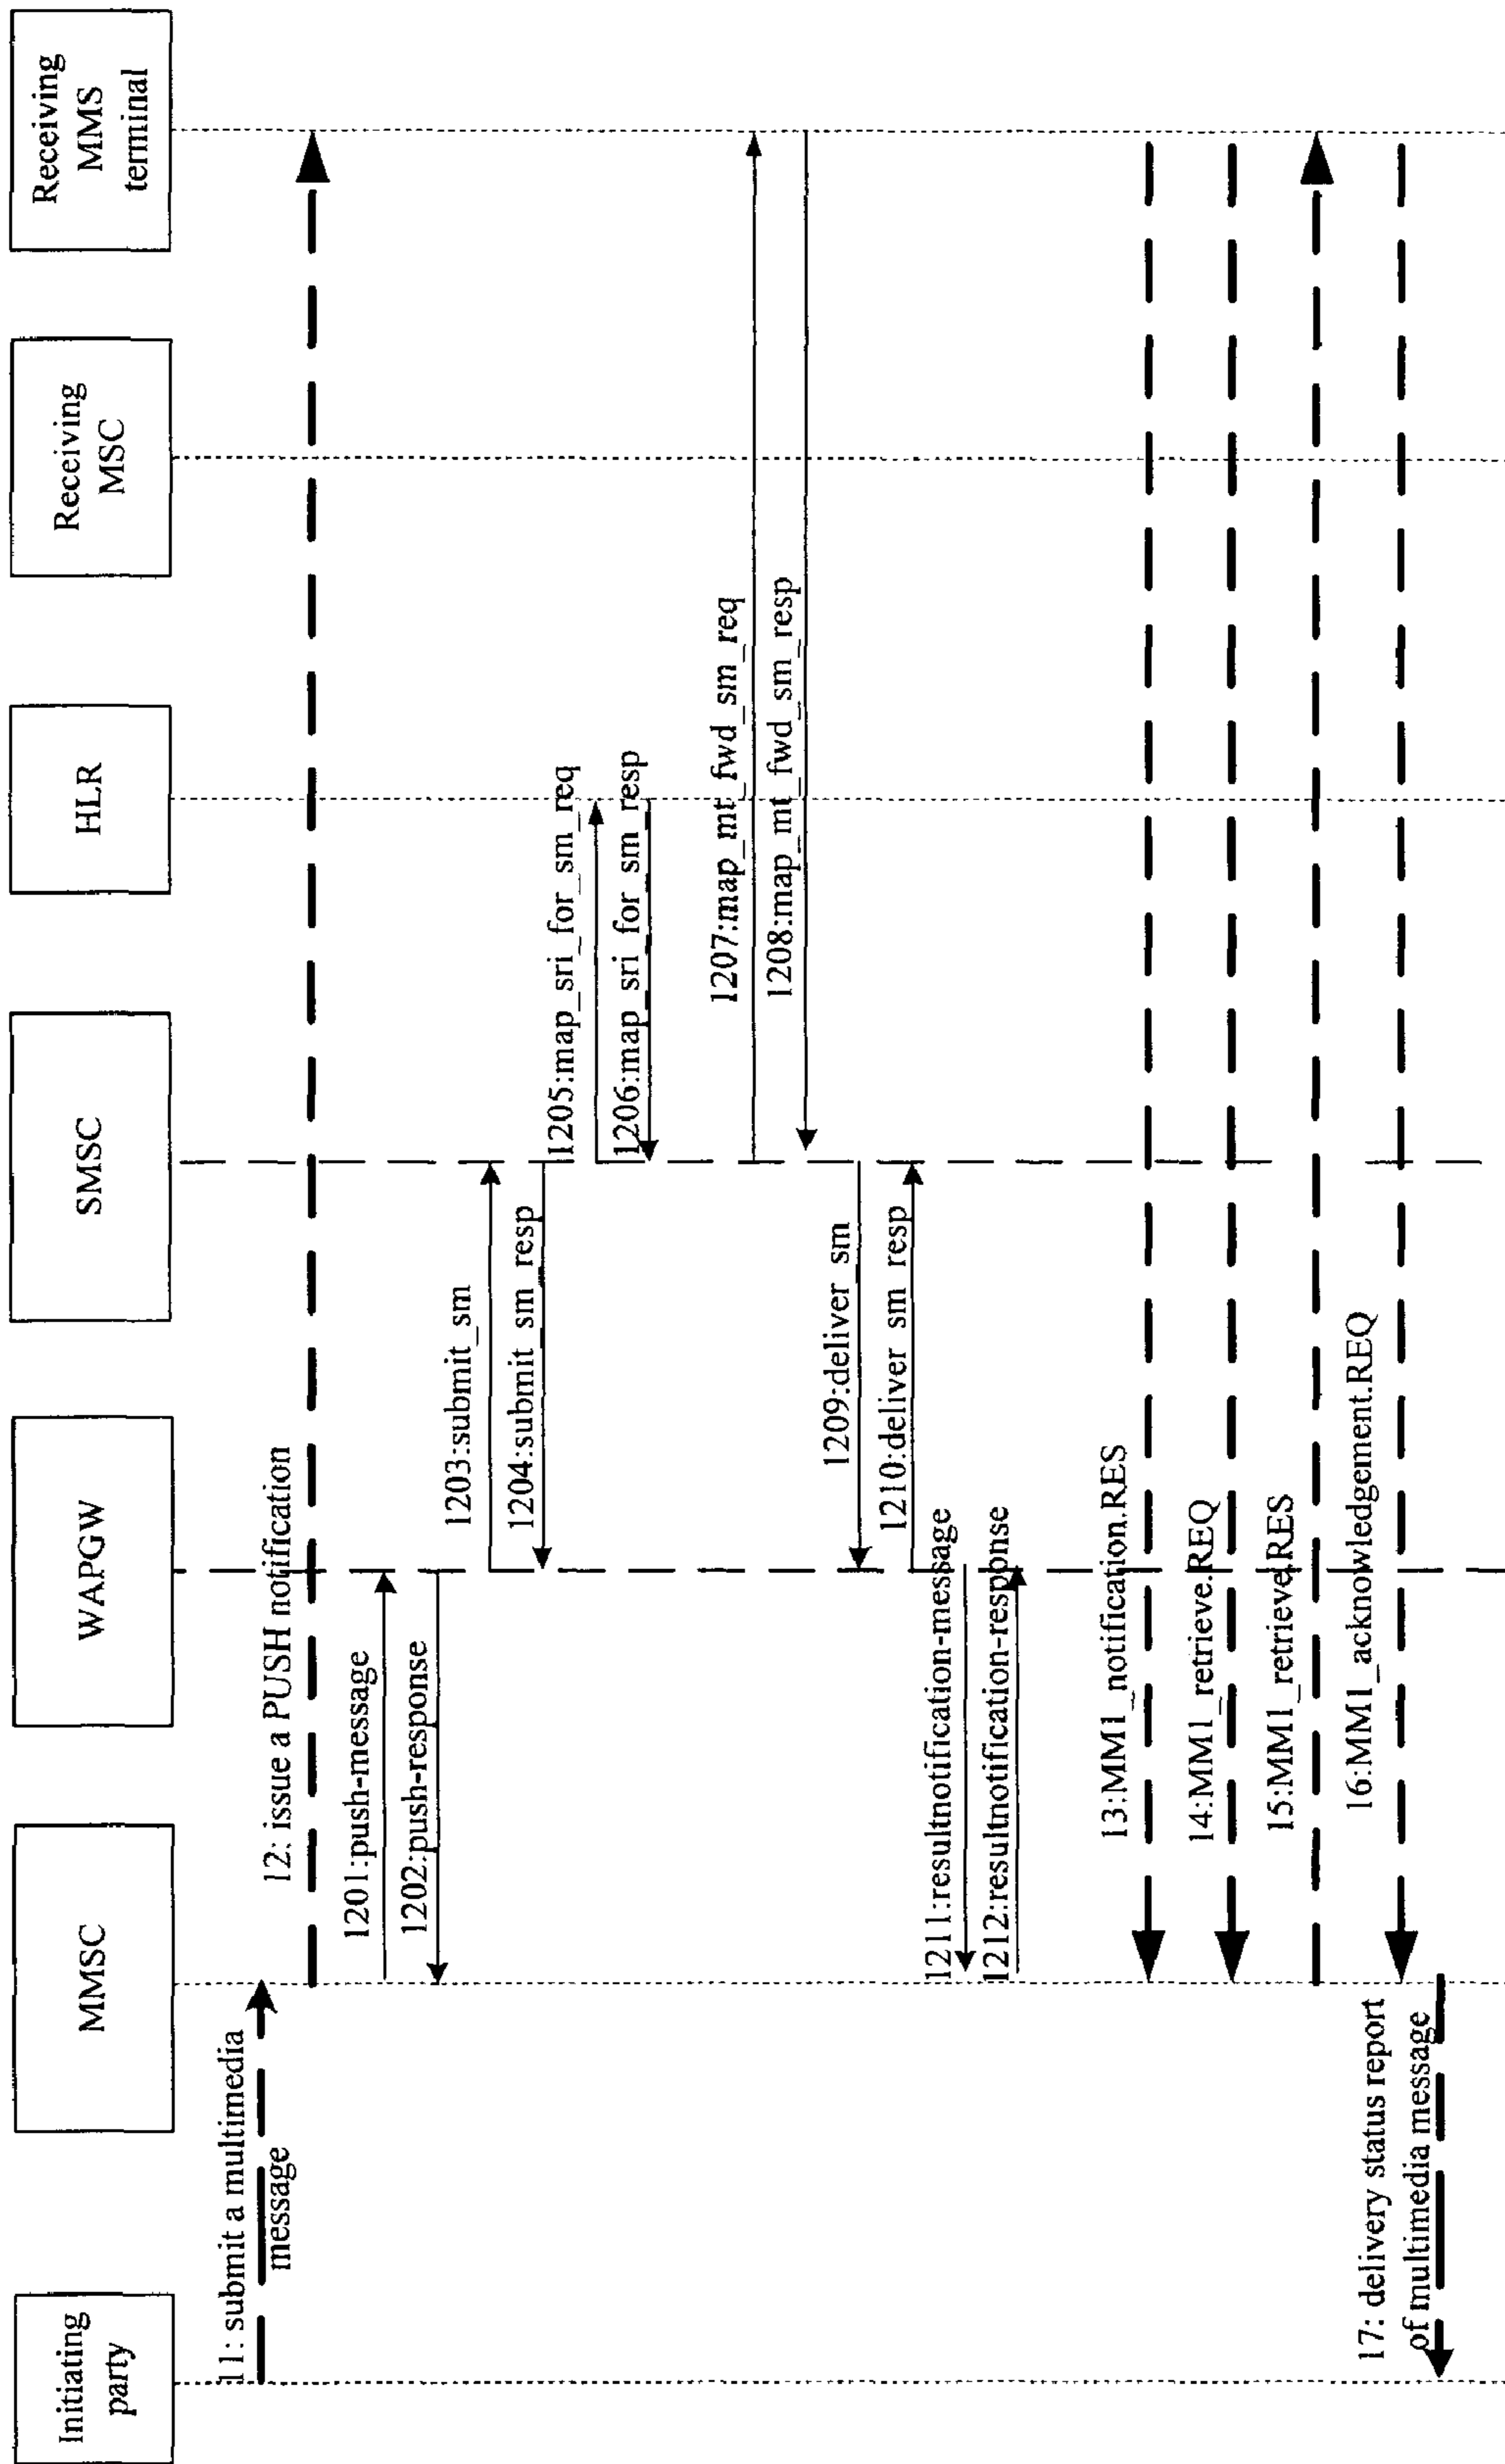 Initiating
party
MMSC
WAPGW
SMSC
HLR
Receiving
MSC
Receiving
MMS
terminal
11: submit a multimedia
message
12: issue a PUSH notification
1201:push-message
1202:push-response
1203:submit_sm
1204:submit_sm_resp
1205:map_sri_for_sm_req
1206:map_sri_for_sm_resp
1207:map_mt_fwd_sm_req
1208:map_mt_fwd_sm_resp
1209:deliver_sm
1210:deliver_sm_resp
1211:resultnotification-message
1212:resultnotification-response
13:MM1_notification.RES
14:MM1_retrieve.REQ
15:MM1_retrieve.RES
16:MM1_acknowledgement.REQ
17: delivery status report
of multimedia message